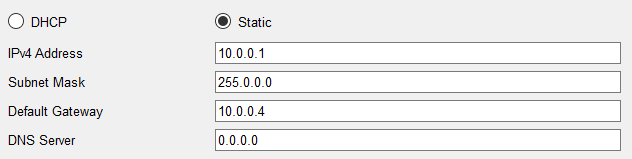 DHCP Static
IPv4 Address 10.0.0.1
Subnet Mask 255.0.0.0
Default Gateway 10.0.0.4
DNS Server 0.0.0.0